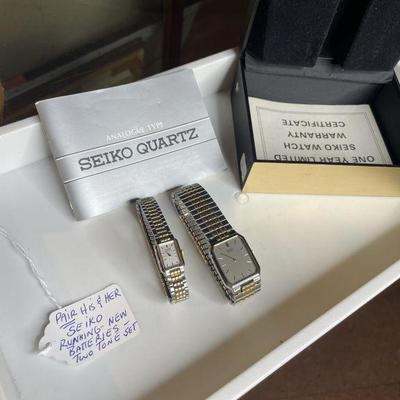 ANALOGUE TYPE
SEIKO QUARTZ
ONE YEAR LIMITED
WARRANTY
SEIKO WATCH
CERTIFICATE
PAIR HIS & HER
SEIKO
RUNNING - NEW
BATTERIES -
TWO TONE SET